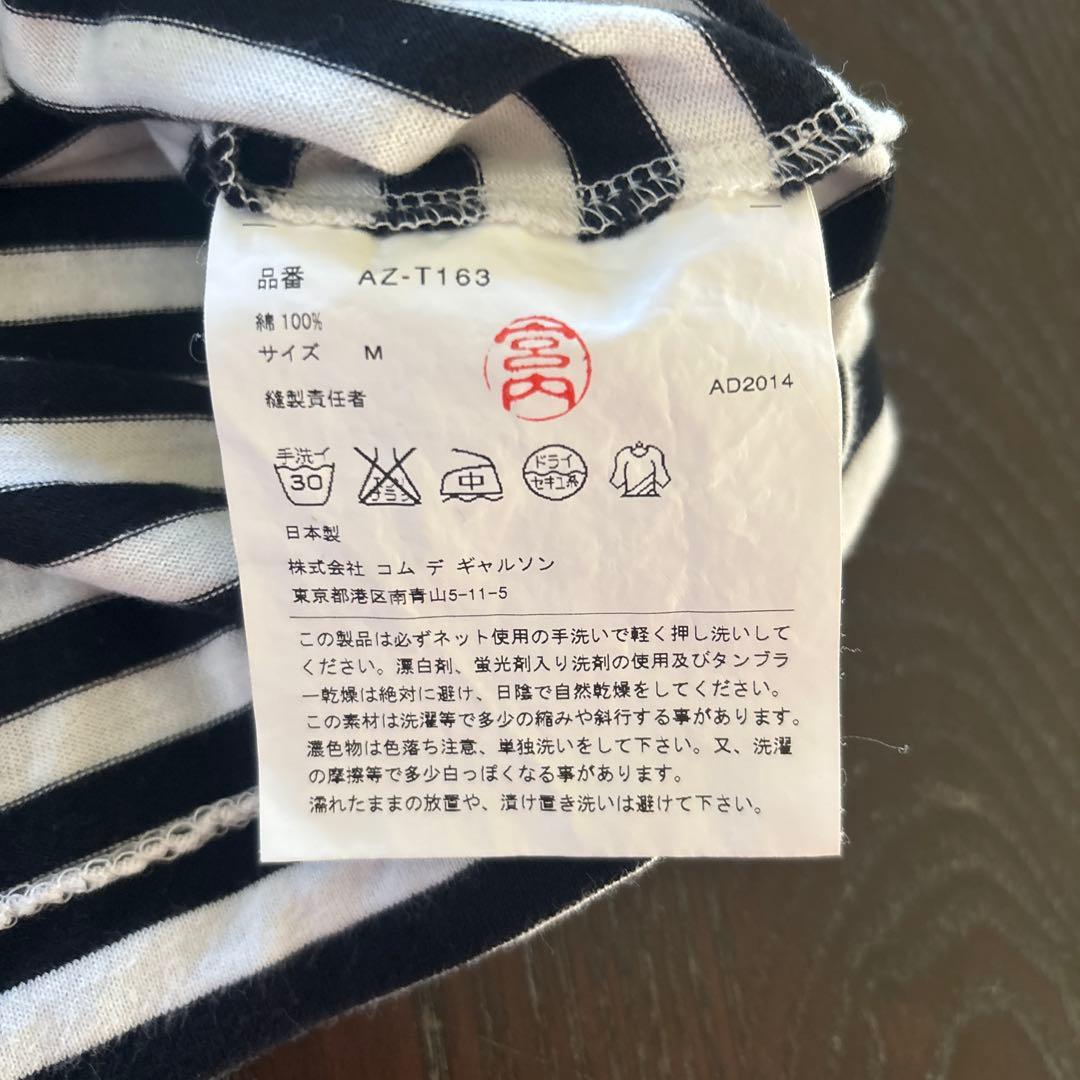 品番 AZ-T163
綿 100%
サイズ M
宮内
AD2014
縫製責任者
手洗イ
30
中
ドライ
セキユ系
日本製
株式会社 コム デ ギャルソン
東京都港区南青山5-11-5
この製品は必ずネット使用の手洗いで軽く押し洗いして
ください。漂白剤、蛍光剤入り洗剤の使用及びタンブラ
ー乾燥は絶対に避け、日陰で自然乾燥をしてください。
この素材は洗濯等で多少の縮みや斜行する事があります。
濃色物は色落ち注意、単独洗いをして下さい。又、洗濯
の摩擦等で多少白っぽくなる事があります。
濡れたままの放置や、漬け置き洗いは避けて下さい。